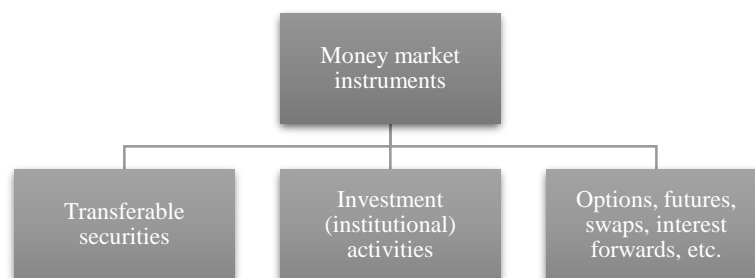 Money market
instruments
Transferable
securities
Investment
(institutional)
activities
Options, futures,
swaps, interest
forwards, etc.